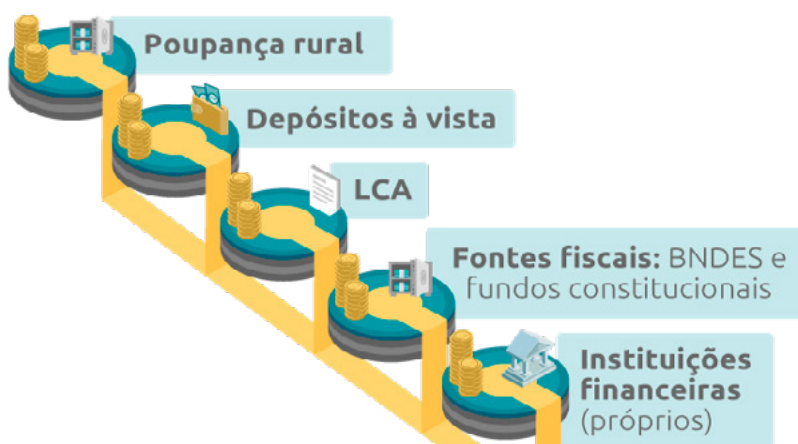 Poupança rural
Depósitos à vista
LCA
Fontes fiscais: BNDES e
fundos constitucionais
Instituições
financeiras
(próprios)